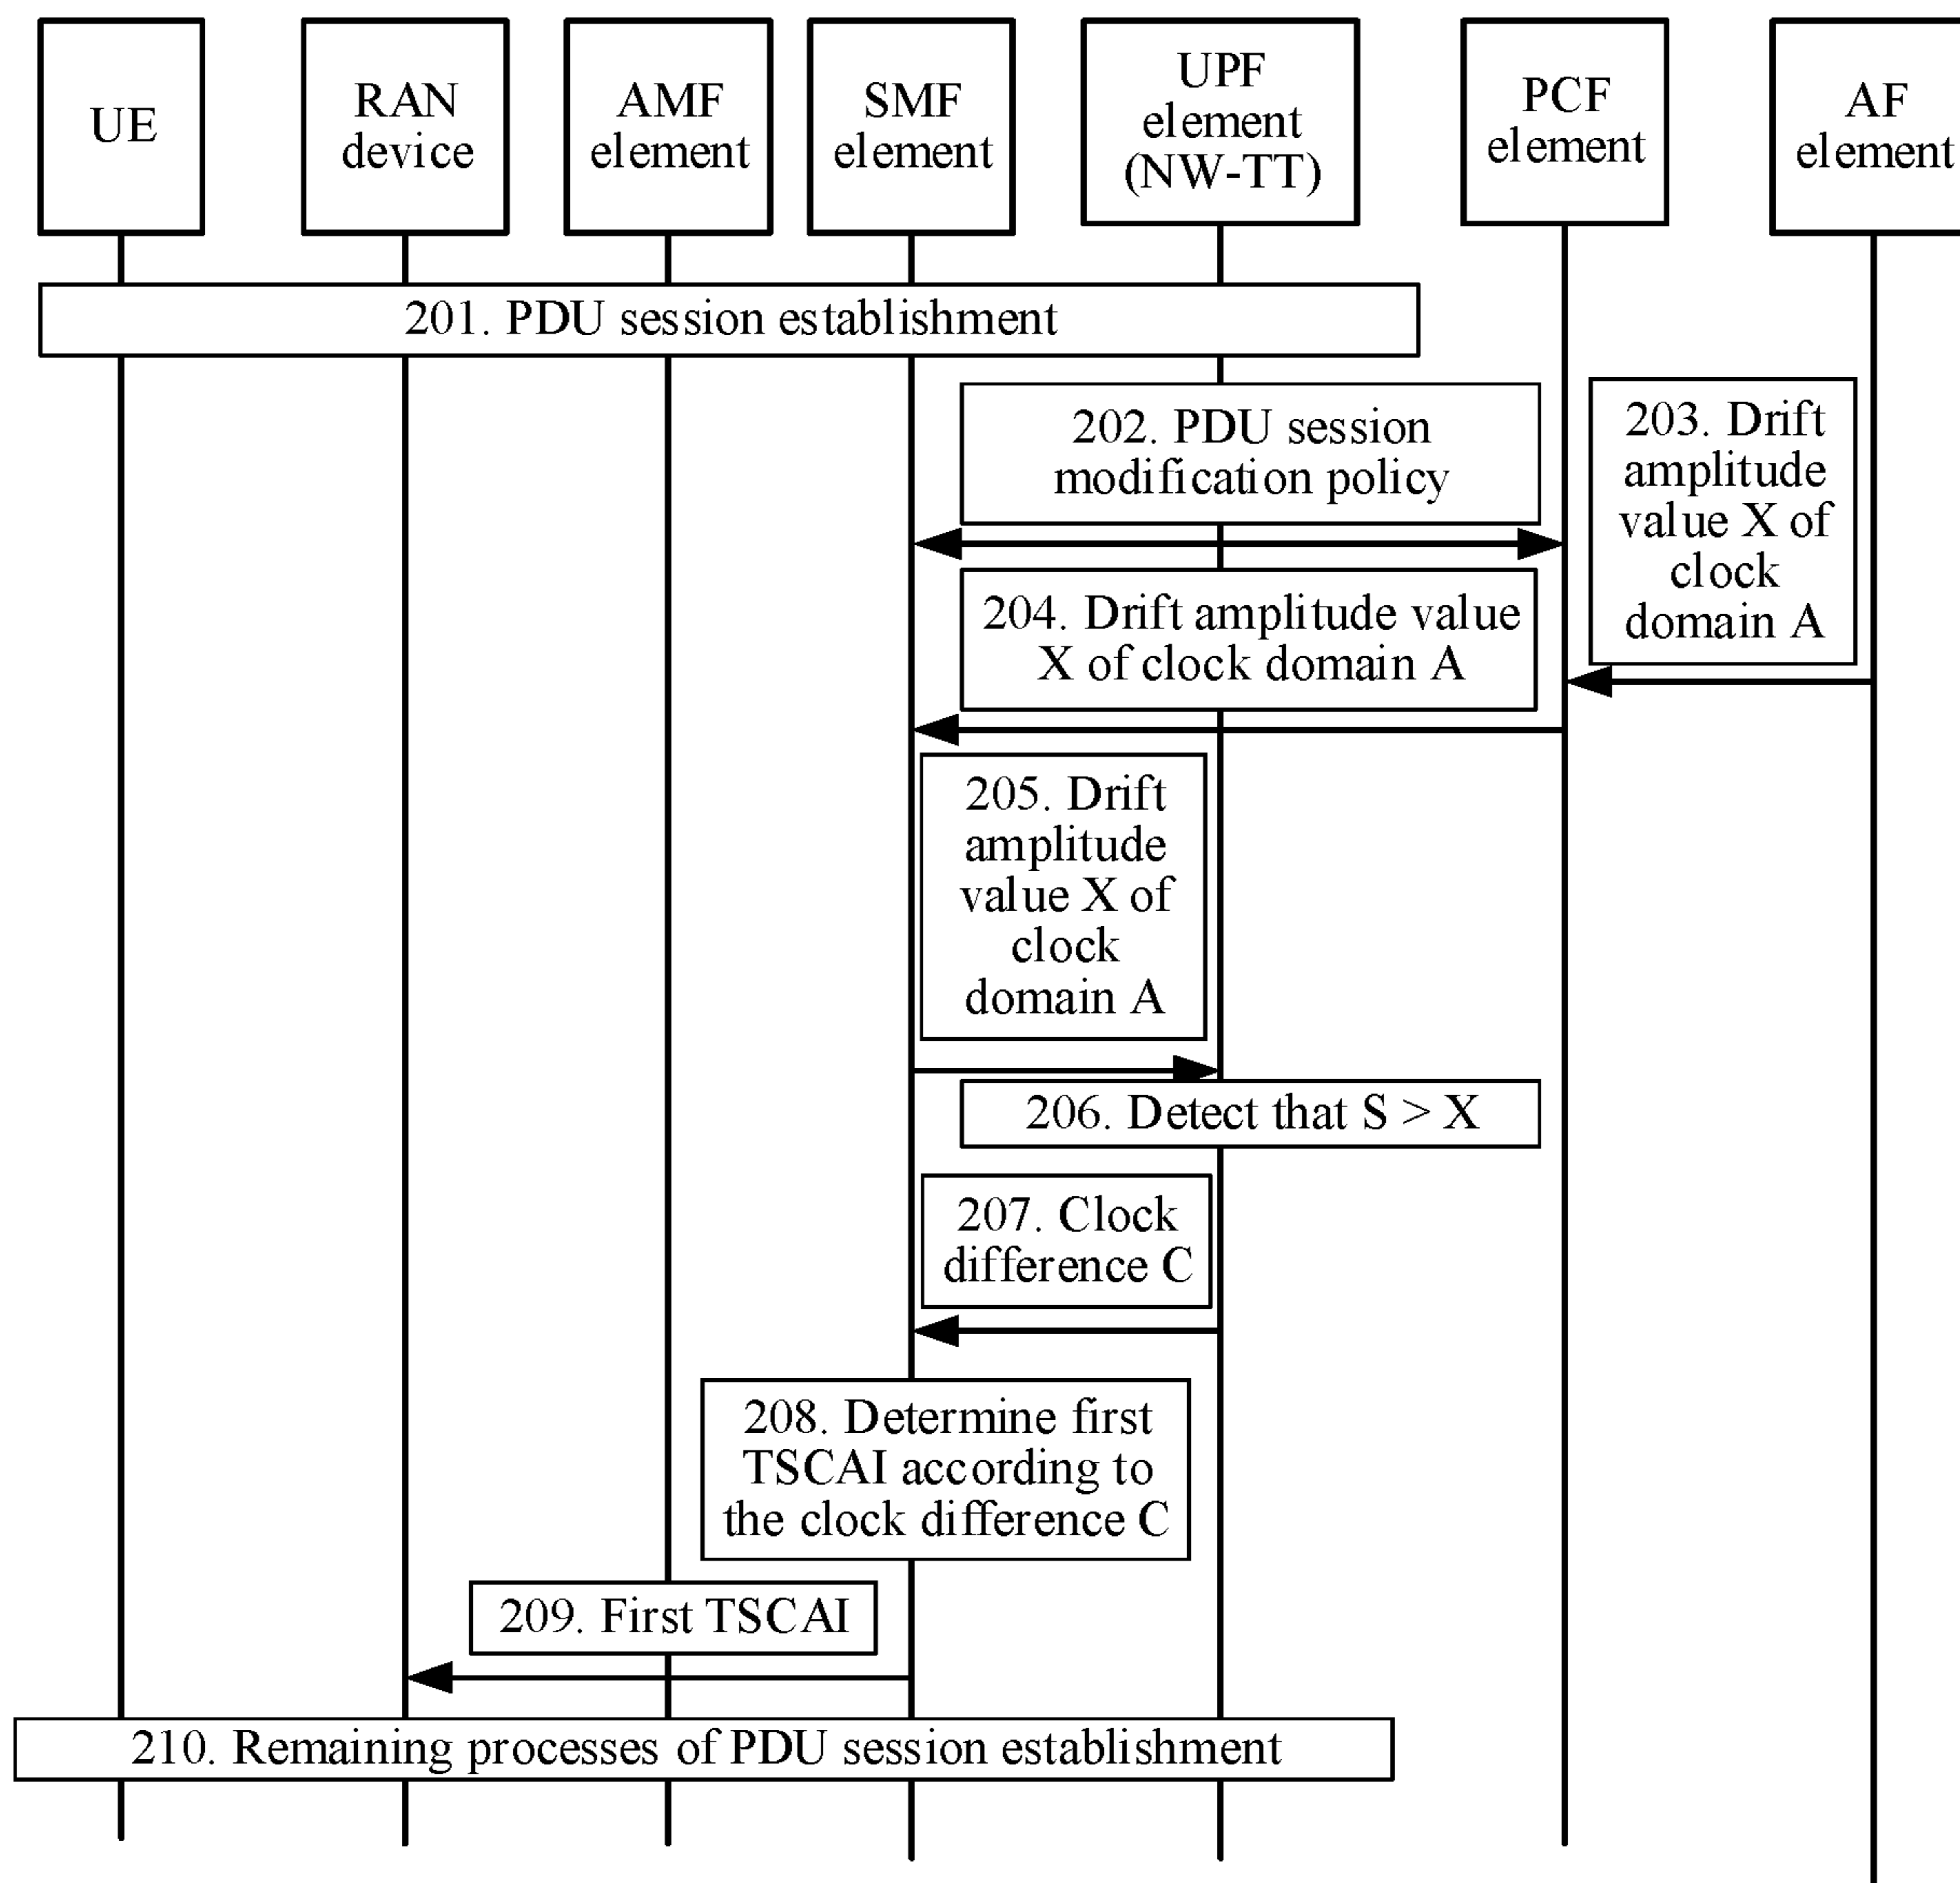 UE
RAN
device
AMF
element
SMF
element
UPF
element
(NW-TT)
PCF
element
AF
element
201. PDU session establishment
202. PDU session
modification policy
203. Drift
amplitude
value X of
clock
domain A
204. Drift amplitude value
X of clock domain A
205. Drift
amplitude
value X of
clock
domain A
206. Detect that S > X
207. Clock
difference C
208. Determine first
TSCAI according to
the clock difference C
209. First TSCAI
210. Remaining processes of PDU session establishment